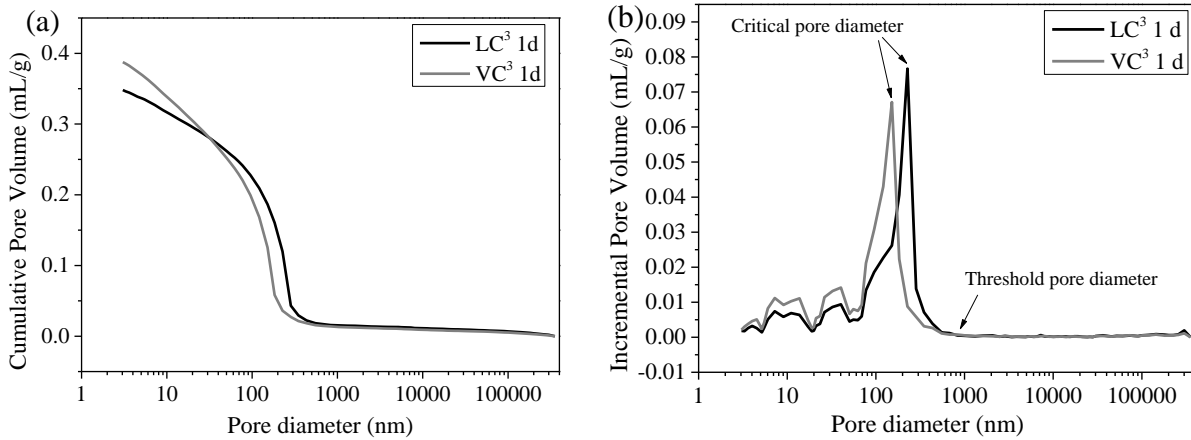 (a)
LC³ 1d
VC³ 1d
Cumulative Pore Volume (mL/g)
0.4
0.3
0.2
0.1
0.0
1 10 100 1000 10000 100000
Pore diameter (nm)
(b)
Critical pore diameter
LC³ 1 d
VC³ 1 d
Incremental Pore Volume (mL/g)
0.09
0.08
0.07
0.06
0.05
0.04
0.03
0.02
0.01
0.00
-0.01
Threshold pore diameter
1 10 100 1000 10000 100000
Pore diameter (nm)